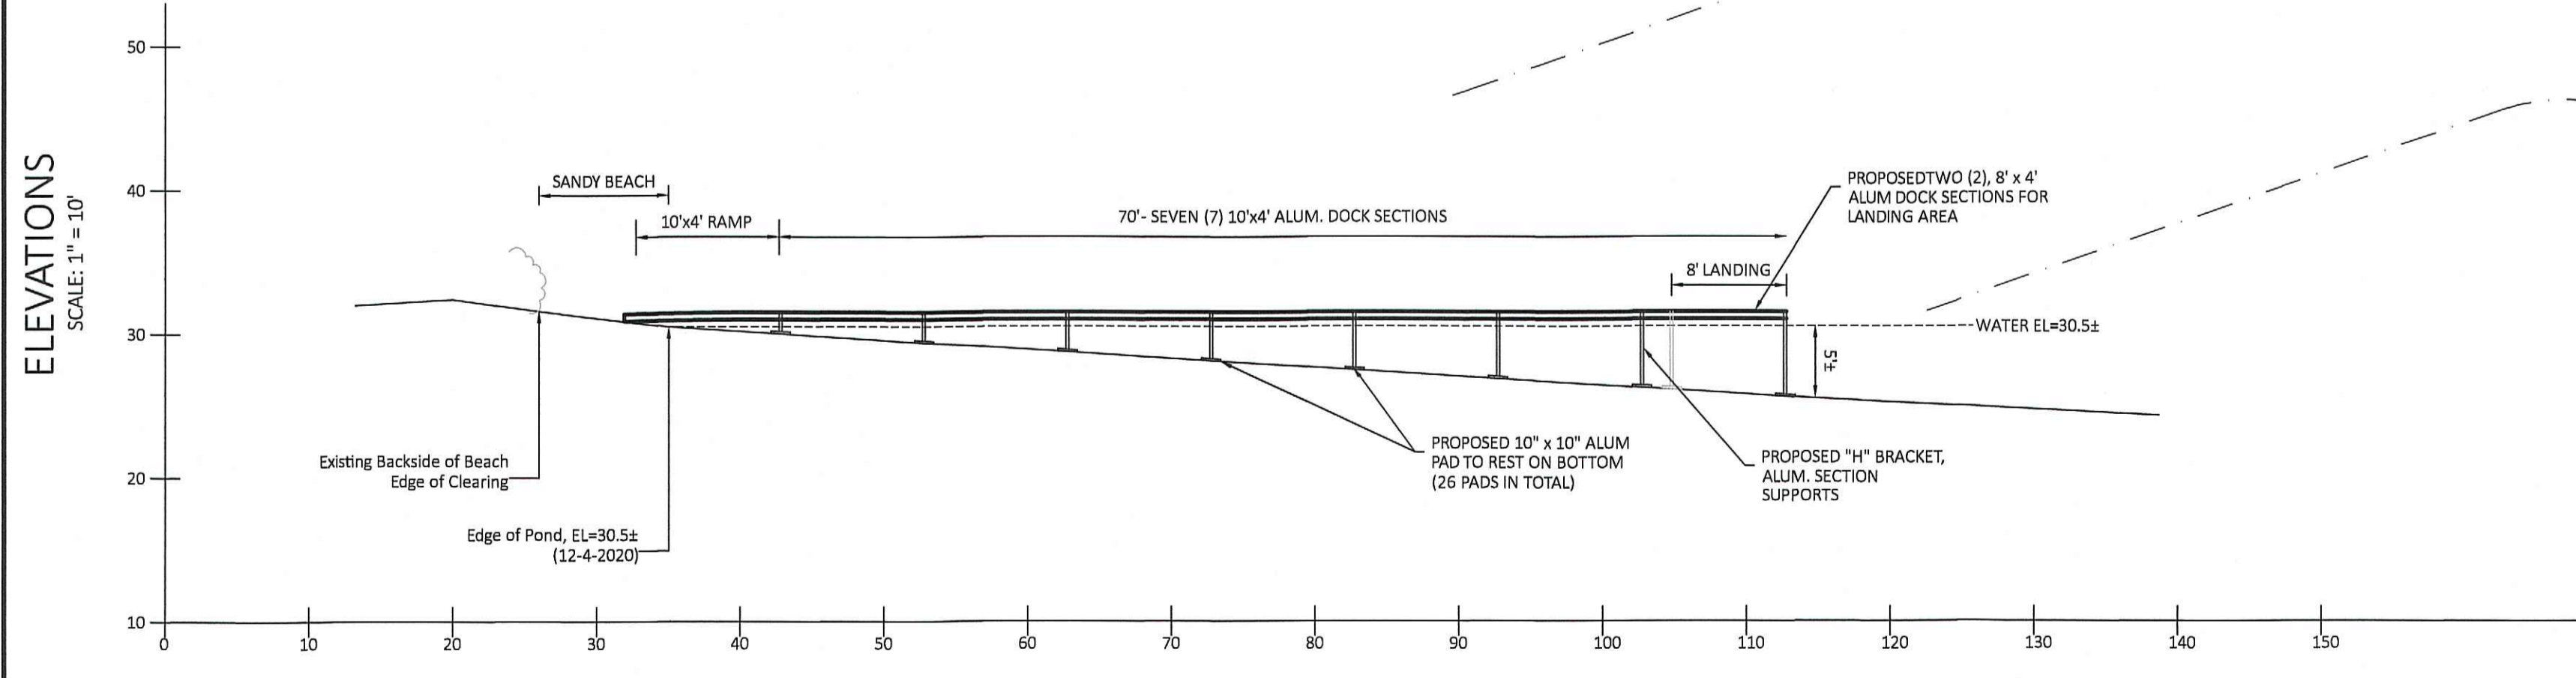 ELEVATIONS
SCALE: 1" = 10'
50
40
30
20
10
SANDY BEACH
10'x4' RAMP
70'- SEVEN (7) 10'x4' ALUM. DOCK SECTIONS
PROPOSEDTWO (2), 8' x 4'
ALUM DOCK SECTIONS FOR
LANDING AREA
8' LANDING
WATER EL=30.5±
5'±
Existing Backside of Beach
Edge of Clearing
Edge of Pond, EL=30.5±
(12-4-2020)
PROPOSED 10" x 10" ALUM
PAD TO REST ON BOTTOM
(26 PADS IN TOTAL)
PROPOSED "H" BRACKET,
ALUM. SECTION
SUPPORTS
0 10 20 30 40 50 60 70 80 90 100 110 120 130 140 150